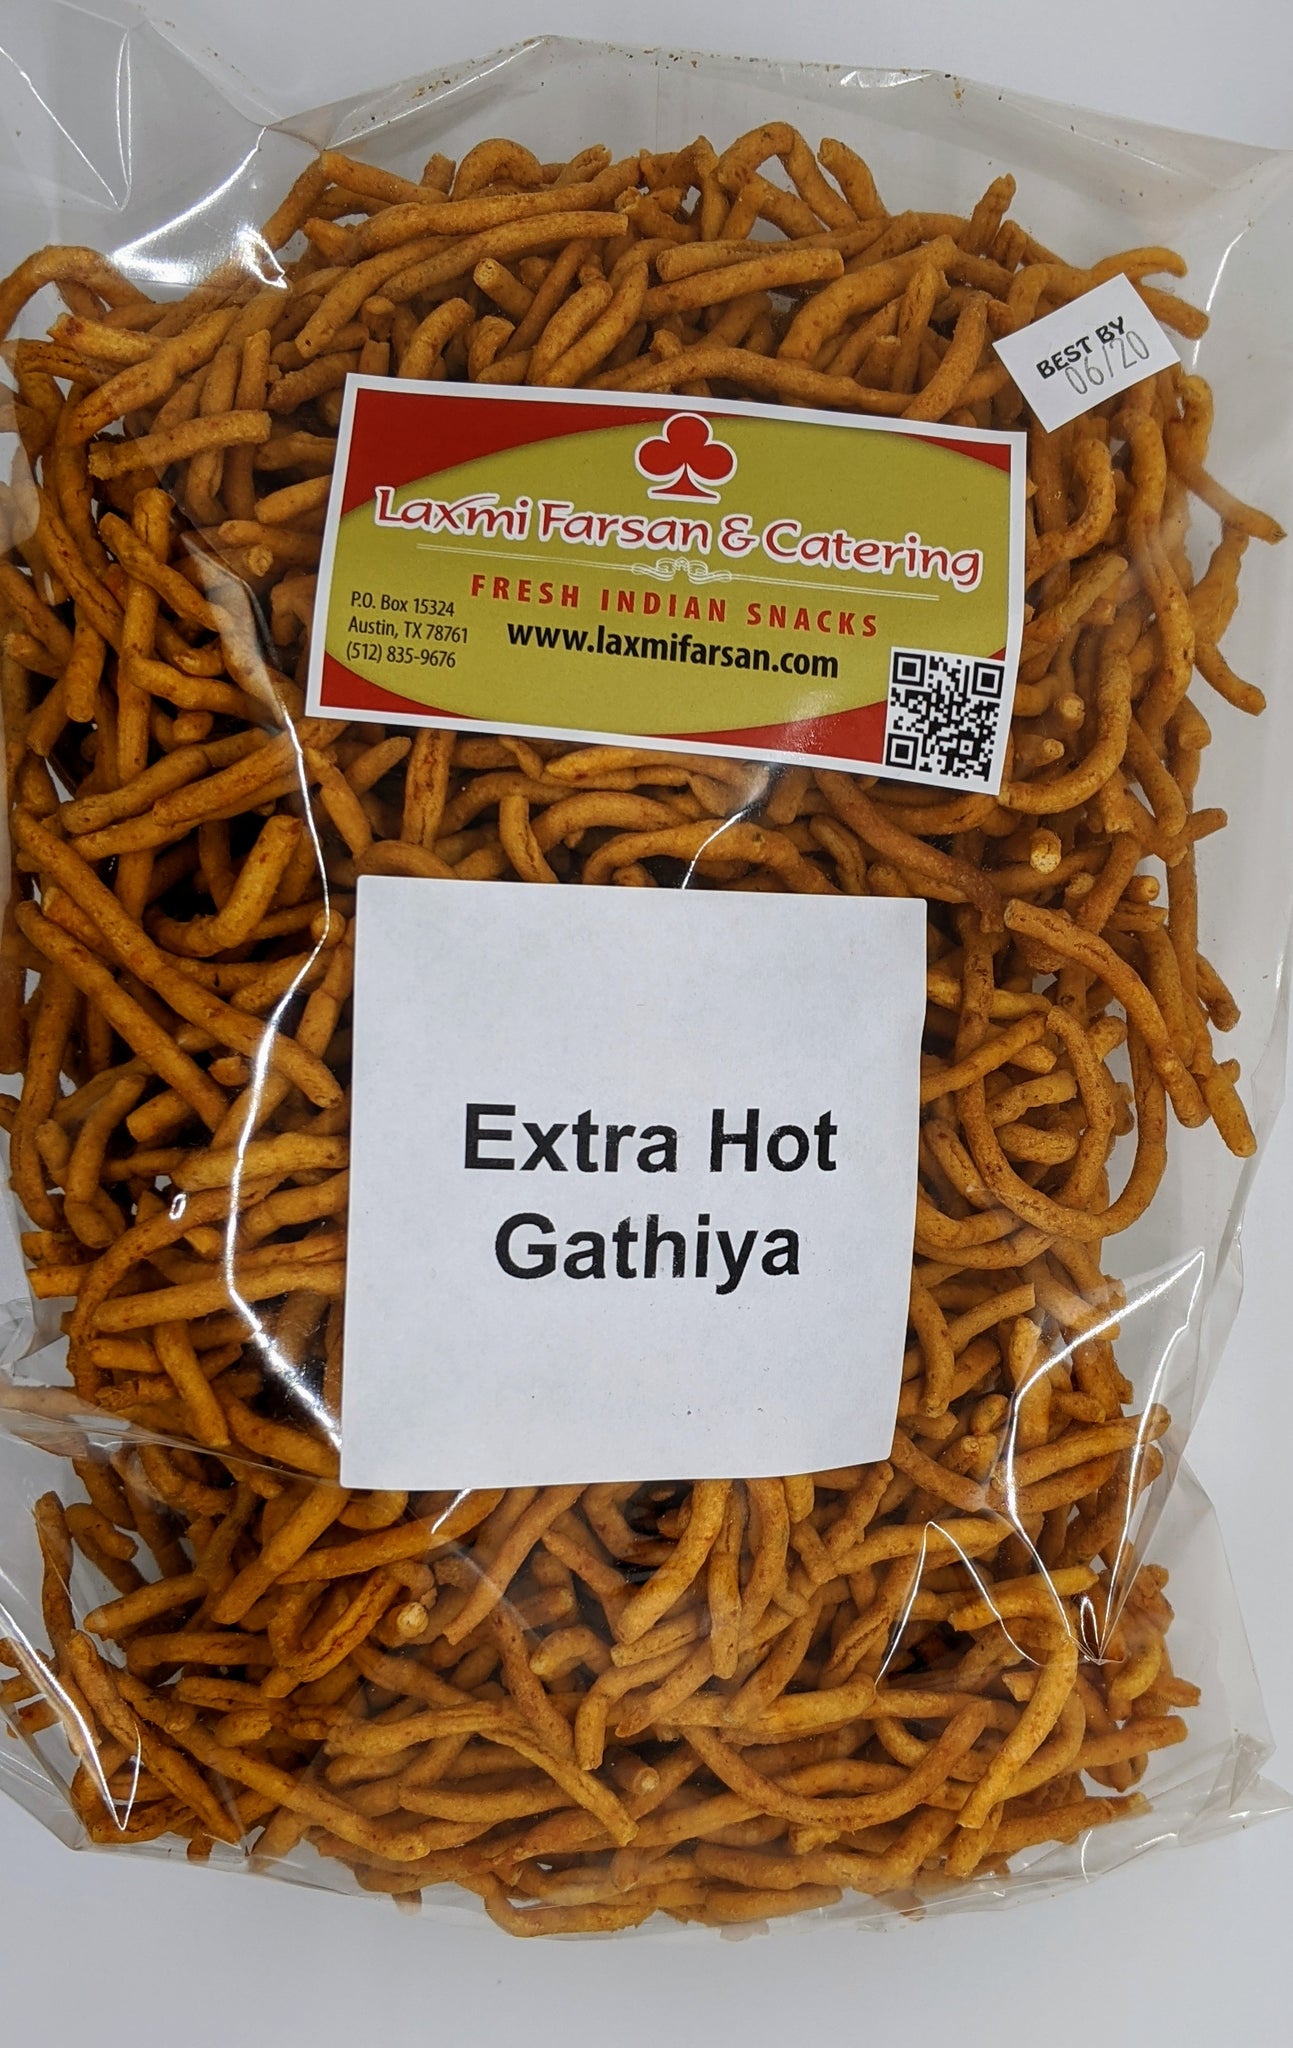 BEST BY
06/20
Laxmi Farsan & Catering
FRESH INDIAN SNACKS
P.O. Box 15324
Austin, TX 78761
(512) 835-9676
www.laxmifarsan.com
Extra Hot
Gathiya